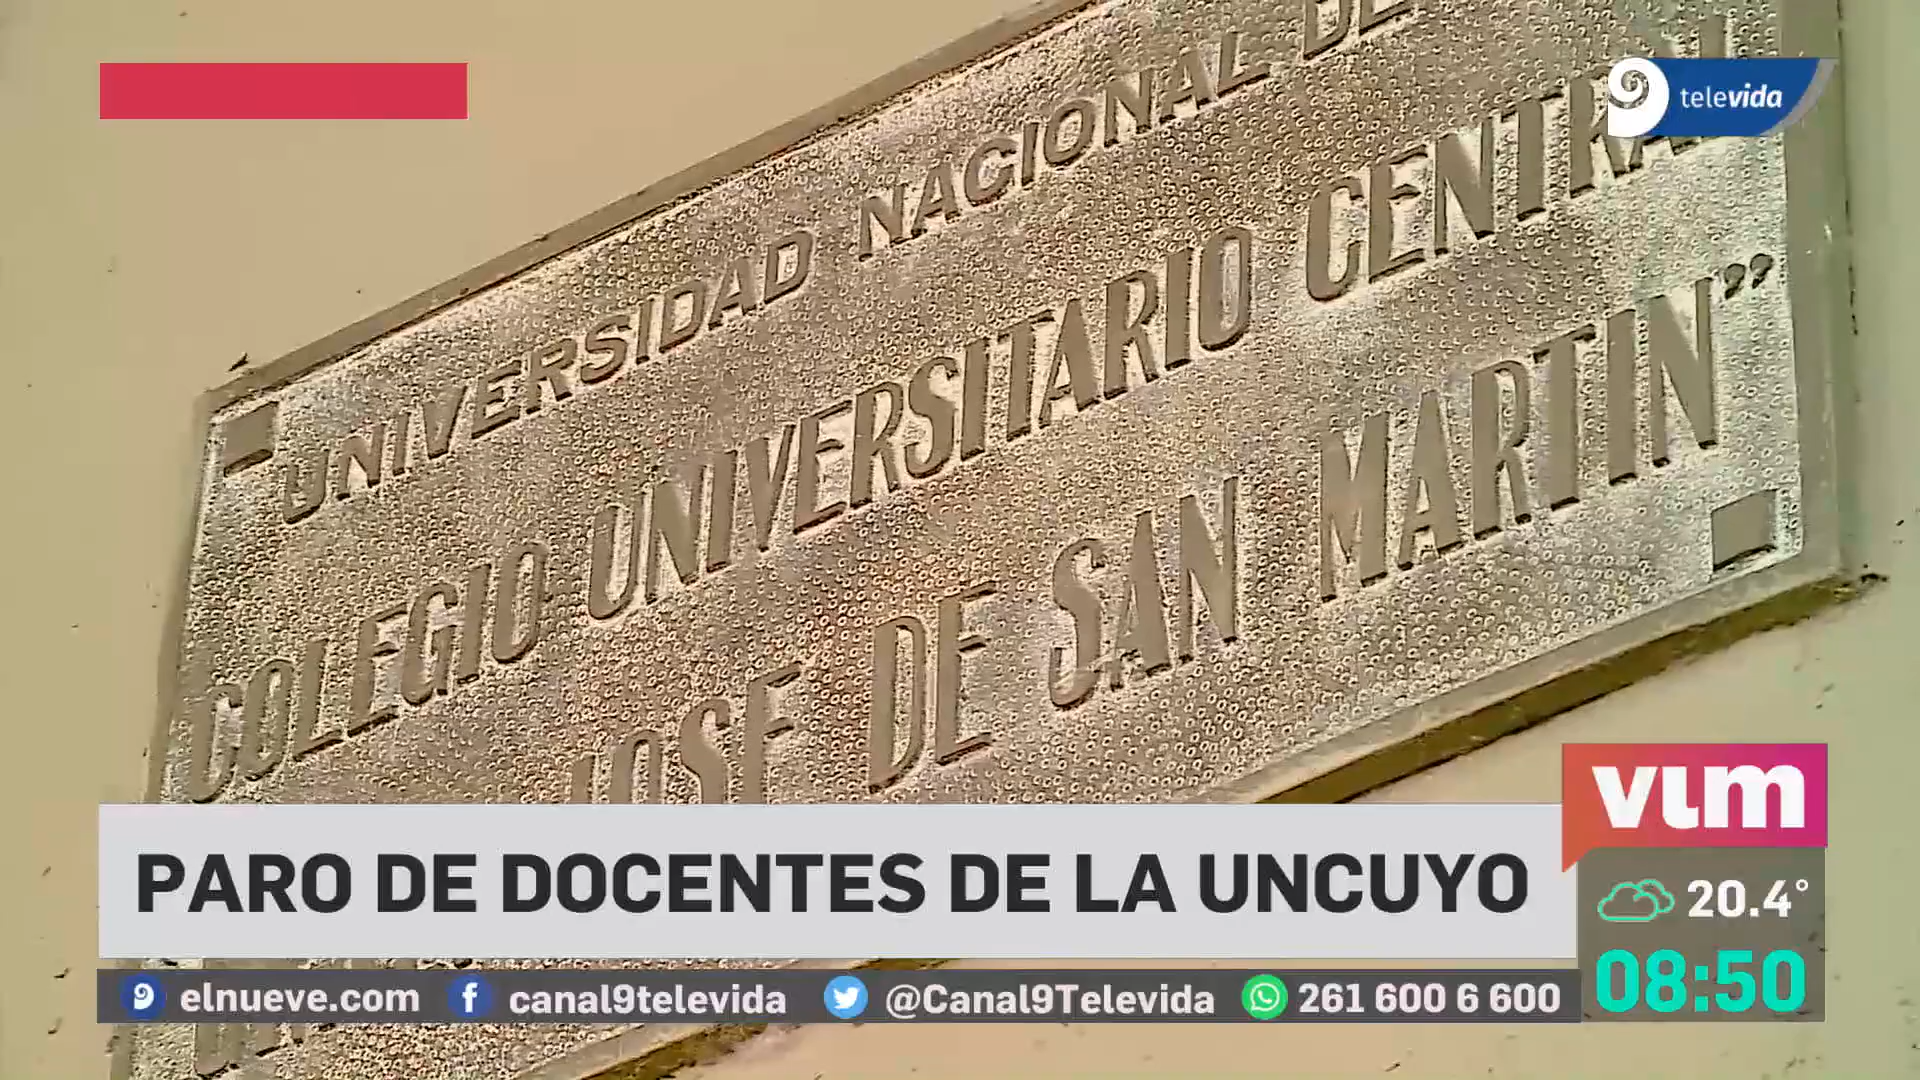 televida
UNIVERSIDAD NACIONAL DE
COLEGIO UNIVERSITARIO CENTRAL
JOSE DE SAN MARTIN”
vlm
PARO DE DOCENTES DE LA UNCUYO
20.4°
08:50
elnueve.com canal9televida @Canal9Televida 261 600 6 600